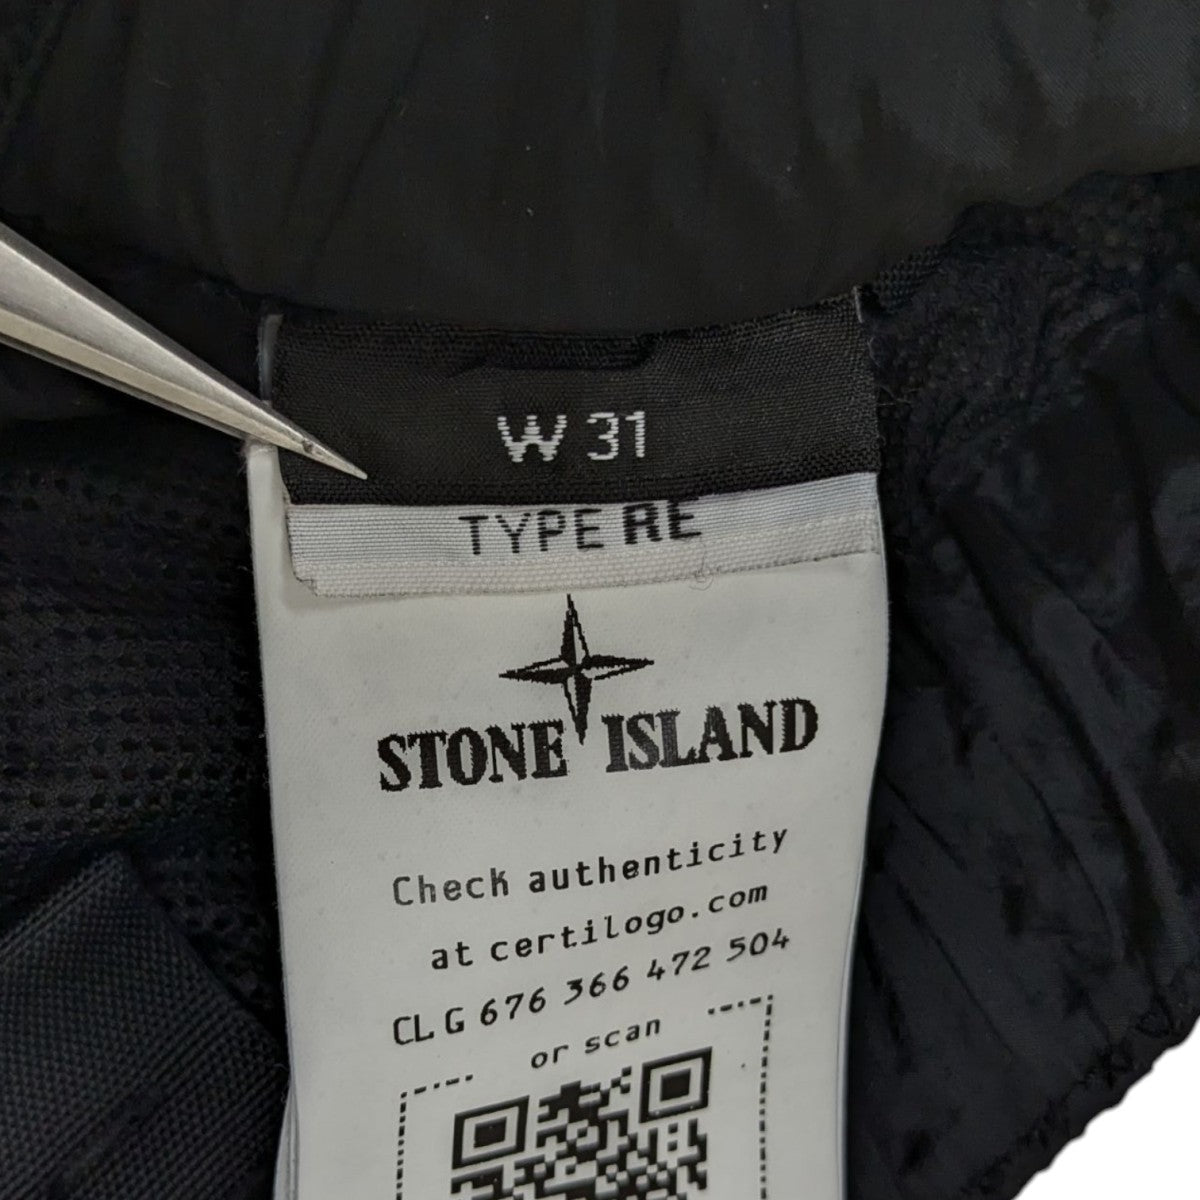 W 31
TYPE RE
STONE ISLAND
Check authenticity
at certilogo.com
CLG 676 366 472 504
or scan